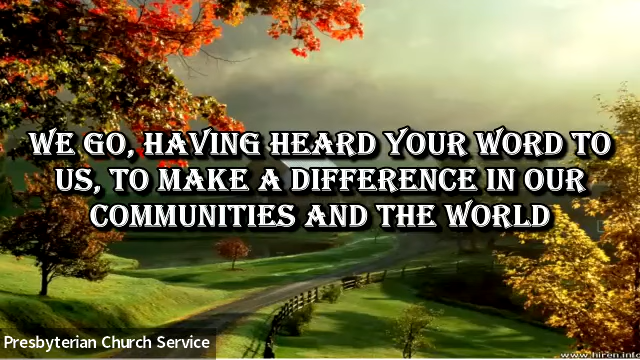 WE GO, HAVING HEARD YOUR WORD TO
US, TO MAKE A DIFFERENCE IN OUR
COMMUNITIES AND THE WORLD
Presbyterian Church Service
www.hiren.info